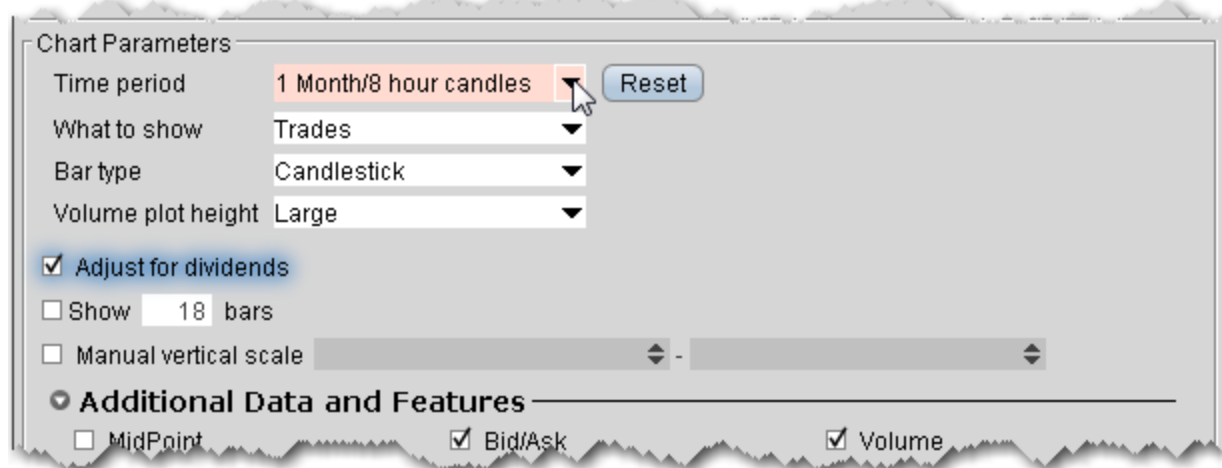 Chart Parameters
Time period 1 Month/8 hour candles Reset
What to show Trades
Bar type Candlestick
Volume plot height Large
Adjust for dividends
Show 18 bars
Manual vertical scale -
Additional Data and Features
MidPoint Bid/Ask Volume